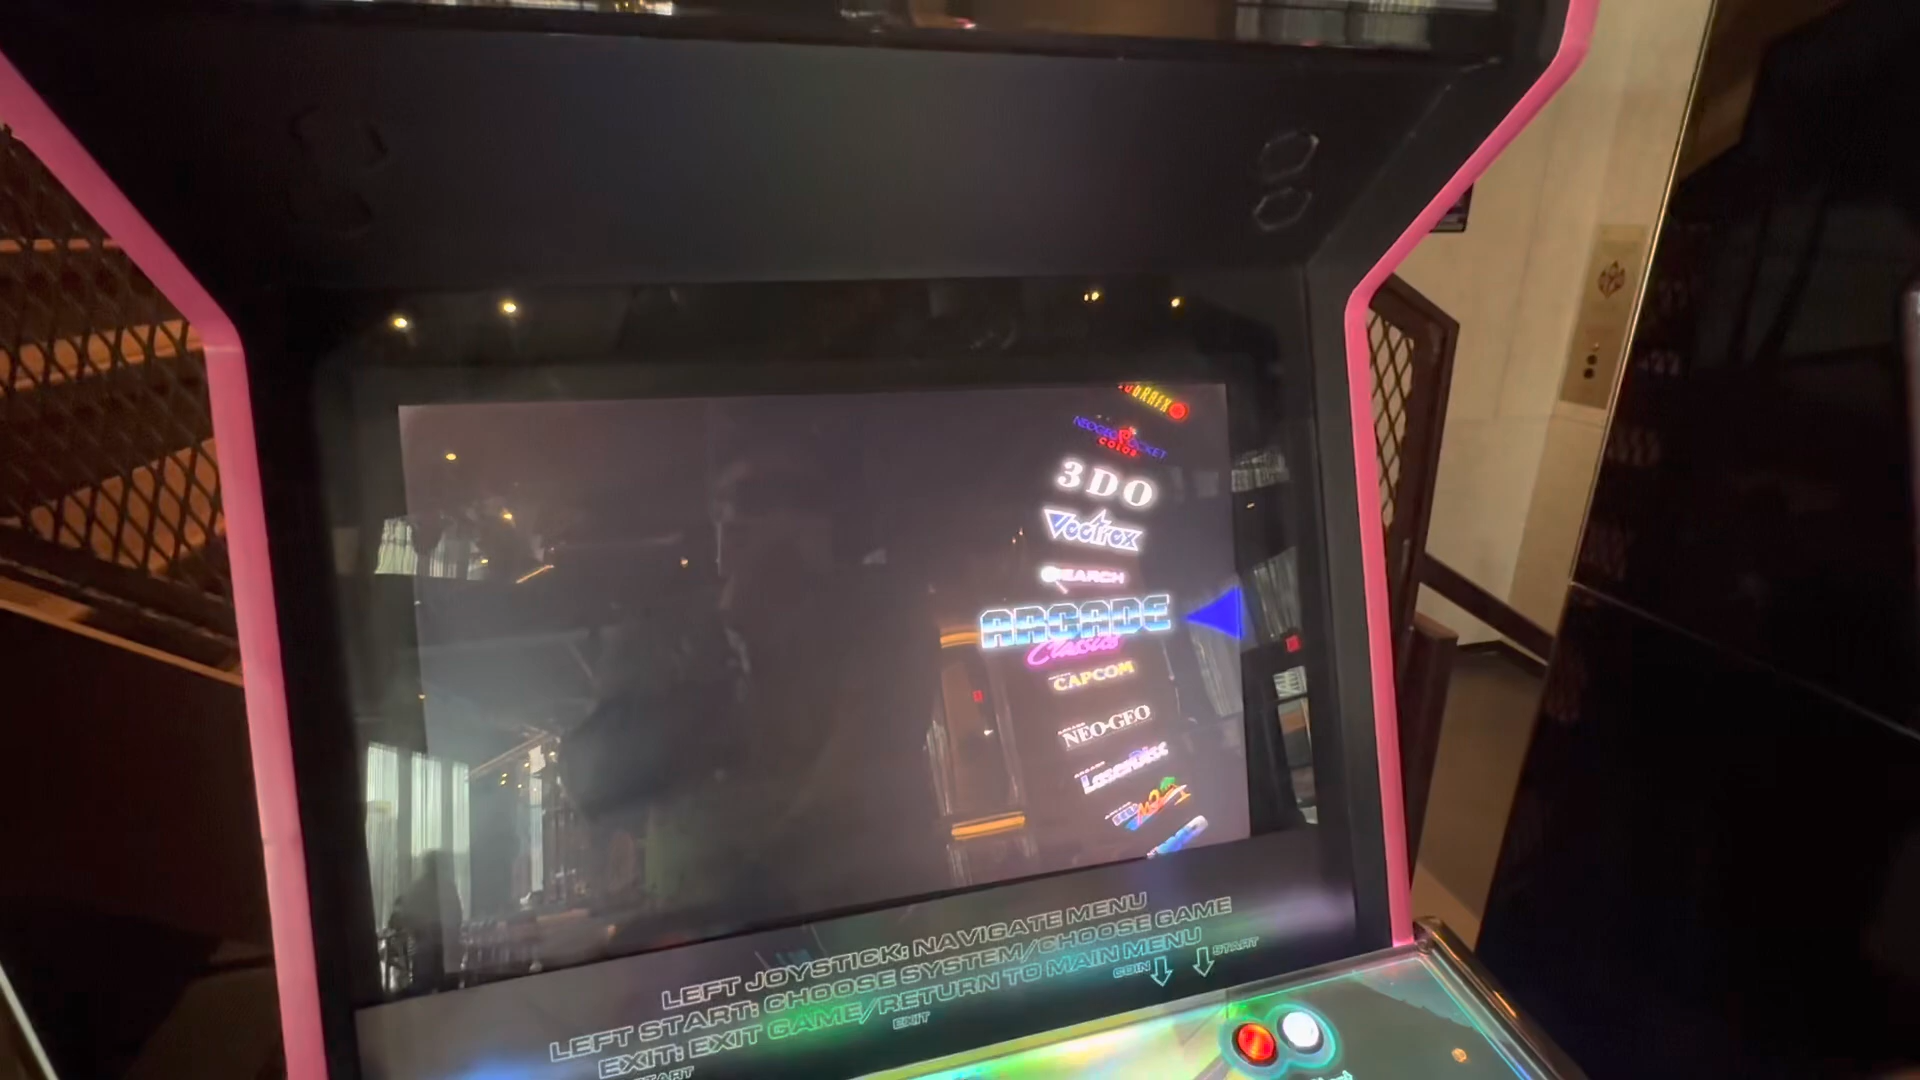 NEOGEO POCKET
COLOR
3DO
Vectrex
SEARCH
ARCADE
Classics
CAPCOM
NEO·GEO
LaserDisc
LEFT JOYSTICK: NAVIGATE MENU
LEFT START: CHOOSE SYSTEM/CHOOSE GAME
EXIT: EXIT GAME/RETURN TO MAIN MENU
COIN START
EXIT
START